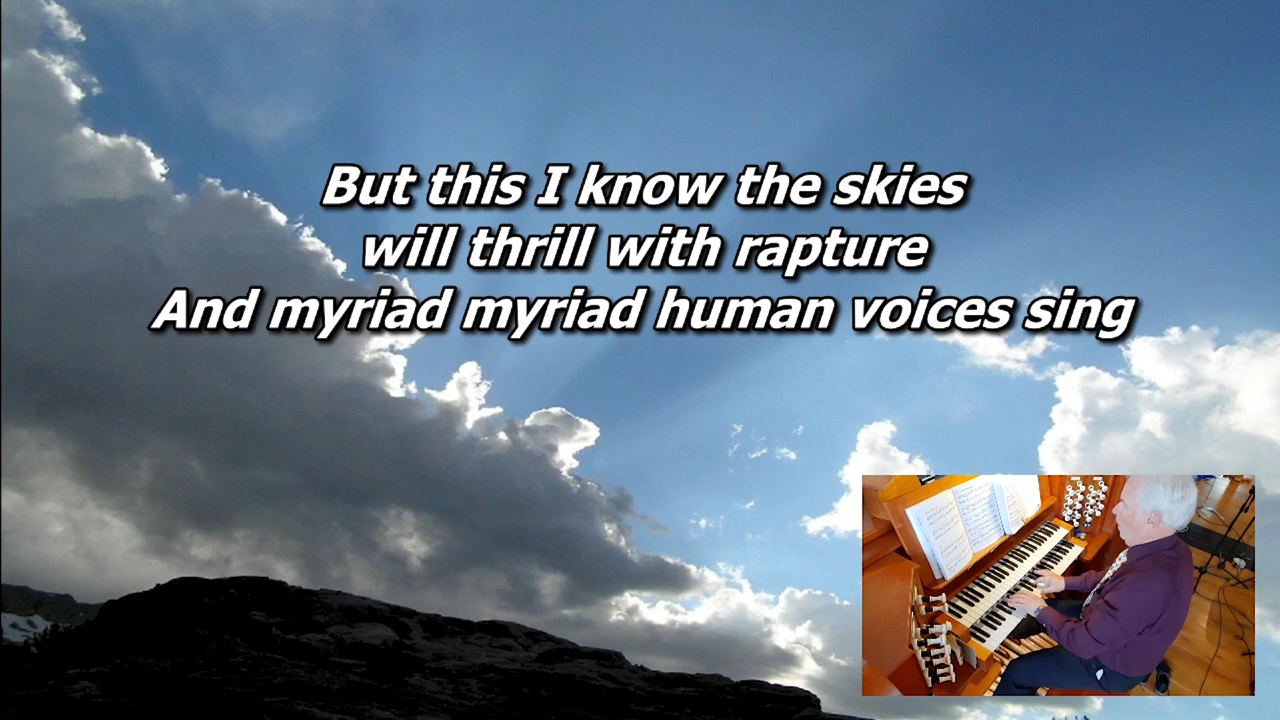 But this I know the skies
will thrill with rapture
And myriad myriad human voices sing